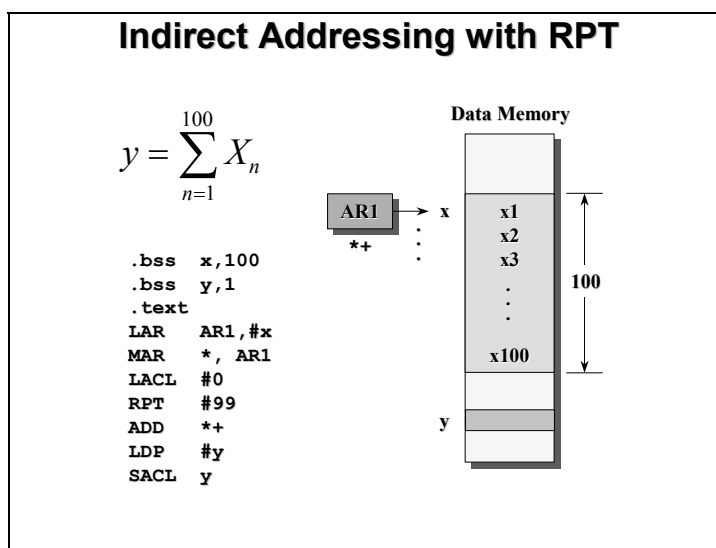 Indirect Addressing with RPT
y = ∑ X_n
100
n=1
Data Memory
AR1
*+
x
x1
x2
x3
.
.
.
x100
100
y
.bss x,100
.bss y,1
.text
LAR AR1,#x
MAR *, AR1
LACL #0
RPT #99
ADD *+
LDP #y
SACL y